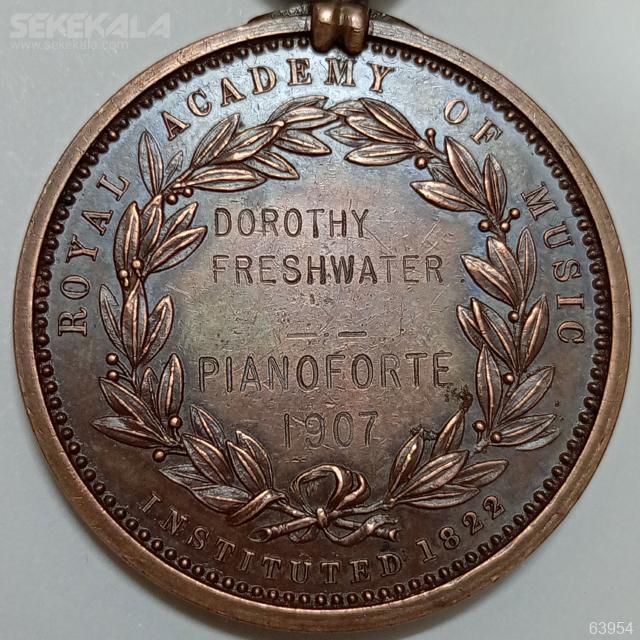 SEKEKALA
www.sekekala.com
ROYAL ACADEMY OF MUSIC
DOROTHY
FRESHWATER
PIANOFORTE
1907
INSTITUTED 1822
63954